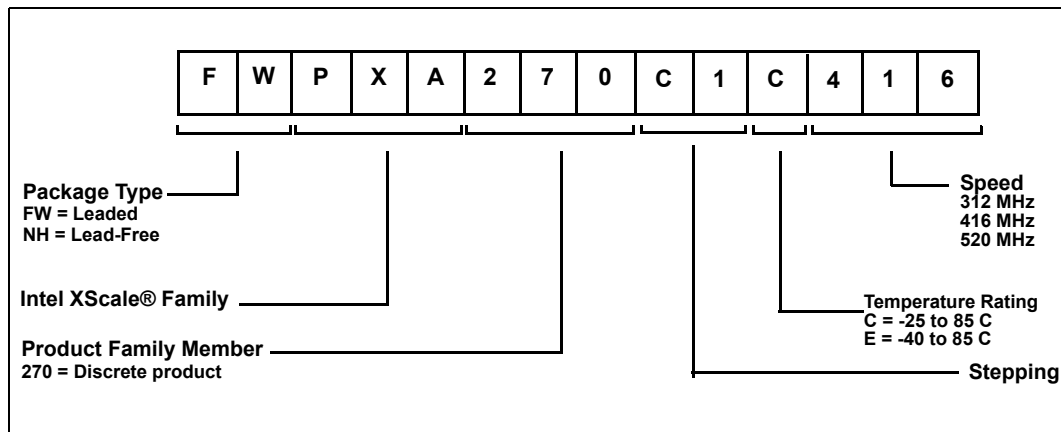 F W P X A 2 7 0 C 1 C 4 1 6
Package Type
FW = Leaded
NH = Lead-Free
Speed
312 MHz
416 MHz
520 MHz
Intel XScale® Family
Temperature Rating
C = -25 to 85 C
E = -40 to 85 C
Product Family Member
270 = Discrete product
Stepping